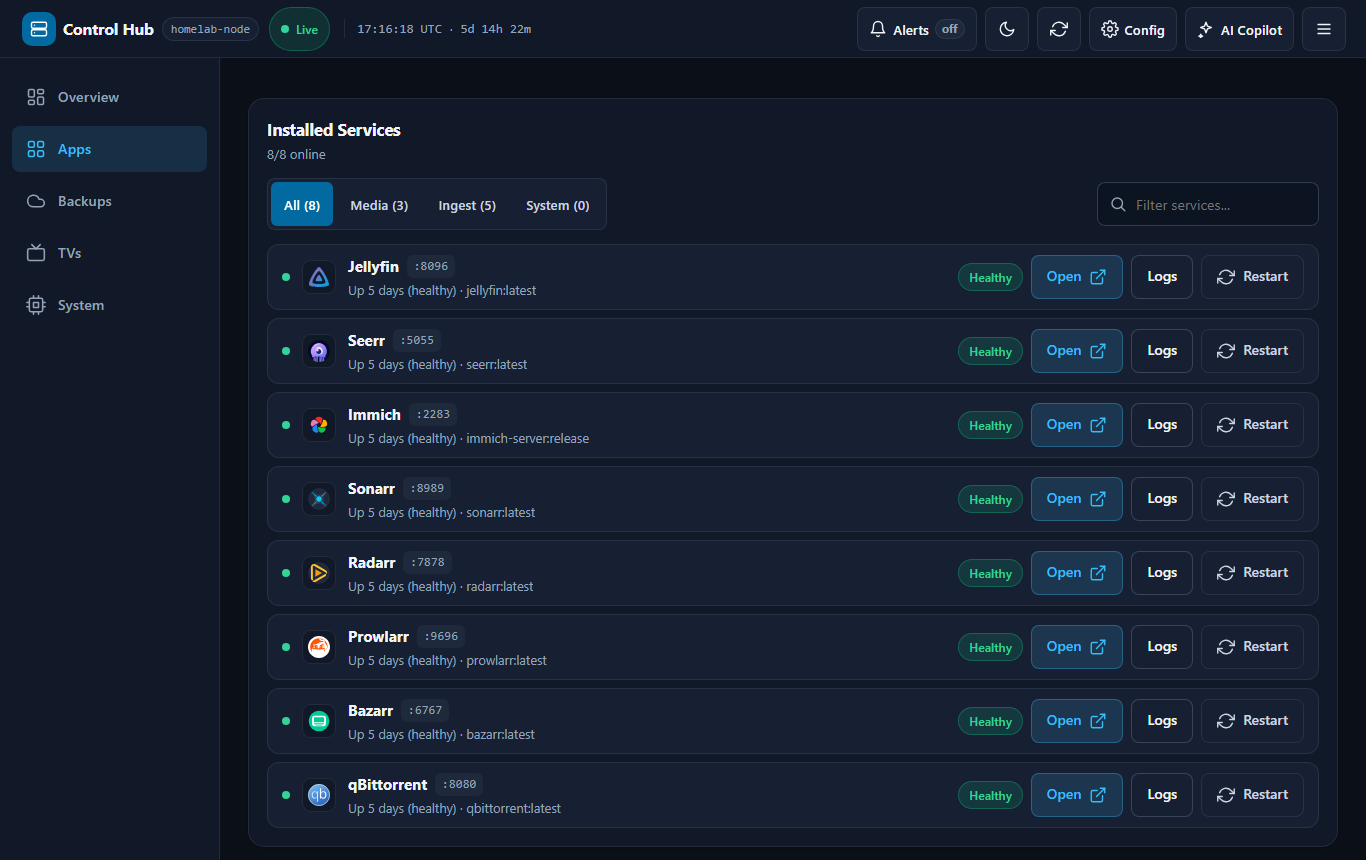 Control Hub homelab-node Live 17:16:18 UTC · 5d 14h 22m Alerts off Config AI Copilot
Overview
Apps
Backups
TVs
System
Installed Services
8/8 online
All (8) Media (3) Ingest (5) System (0) Filter services...
Jellyfin :8096
Up 5 days (healthy) · jellyfin:latest
Healthy Open Logs Restart
Seerr :5055
Up 5 days (healthy) · seerr:latest
Healthy Open Logs Restart
Immich :2283
Up 5 days (healthy) · immich-server:release
Healthy Open Logs Restart
Sonarr :8989
Up 5 days (healthy) · sonarr:latest
Healthy Open Logs Restart
Radarr :7878
Up 5 days (healthy) · radarr:latest
Healthy Open Logs Restart
Prowlarr :9696
Up 5 days (healthy) · prowlarr:latest
Healthy Open Logs Restart
Bazarr :6767
Up 5 days (healthy) · bazarr:latest
Healthy Open Logs Restart
qb
qBittorrent :8080
Up 5 days (healthy) · qbittorrent:latest
Healthy Open Logs Restart